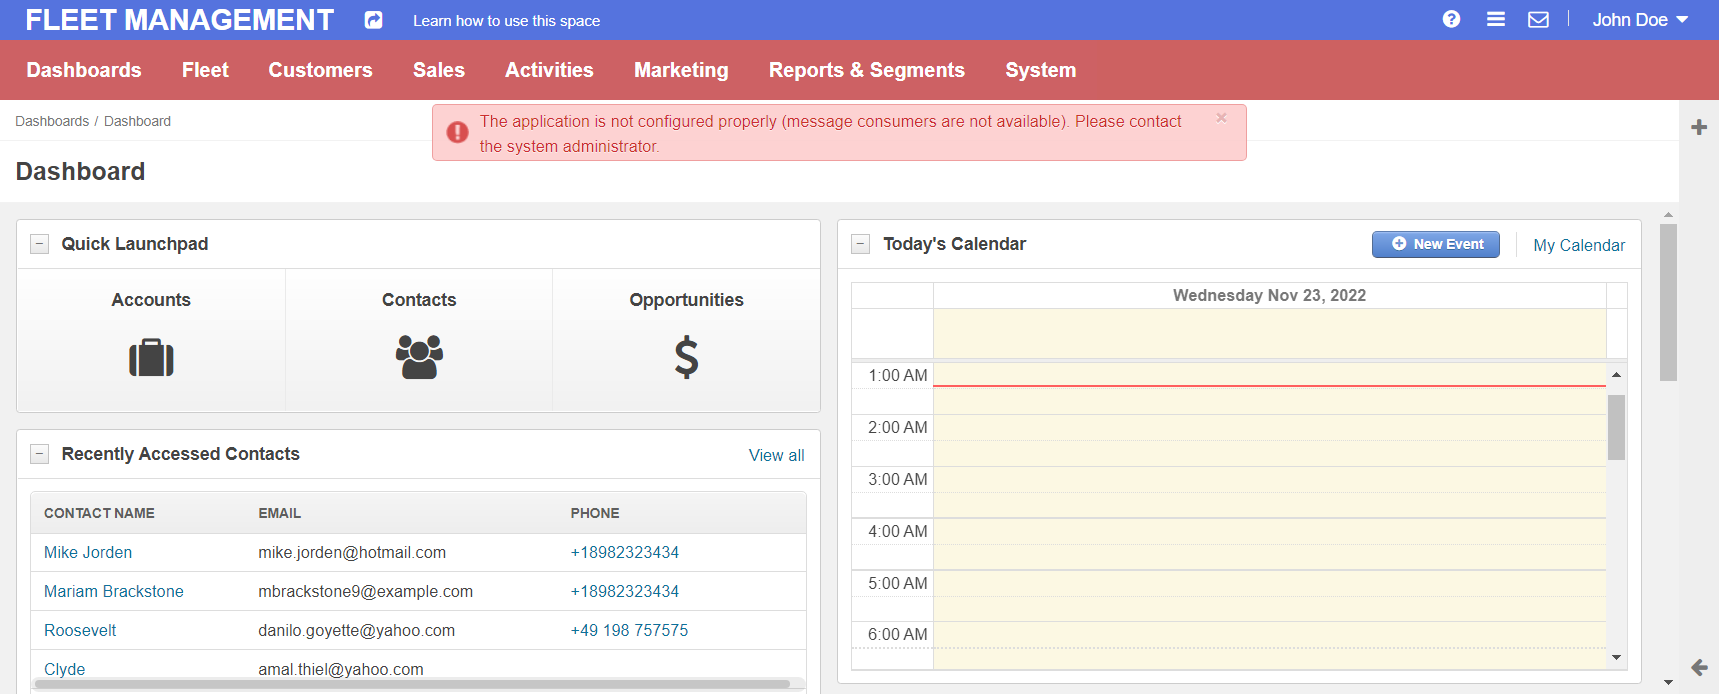 FLEET MANAGEMENT
Learn how to use this space
John Doe
Dashboards
Fleet
Customers
Sales
Activities
Marketing
Reports & Segments
System
Dashboards / Dashboard
The application is not configured properly (message consumers are not available). Please contact
the system administrator.
×
Dashboard
Quick Launchpad
Accounts
Contacts
Opportunities
Recently Accessed Contacts
View all
CONTACT NAME EMAIL PHONE
Mike Jorden mike.jorden@hotmail.com +18982323434
Mariam Brackstone mbrackstone9@example.com +18982323434
Roosevelt danilo.goyette@yahoo.com +49 198 757575
Clyde amal.thiel@yahoo.com
Today's Calendar
New Event
My Calendar
Wednesday Nov 23, 2022
1:00 AM
2:00 AM
3:00 AM
4:00 AM
5:00 AM
6:00 AM